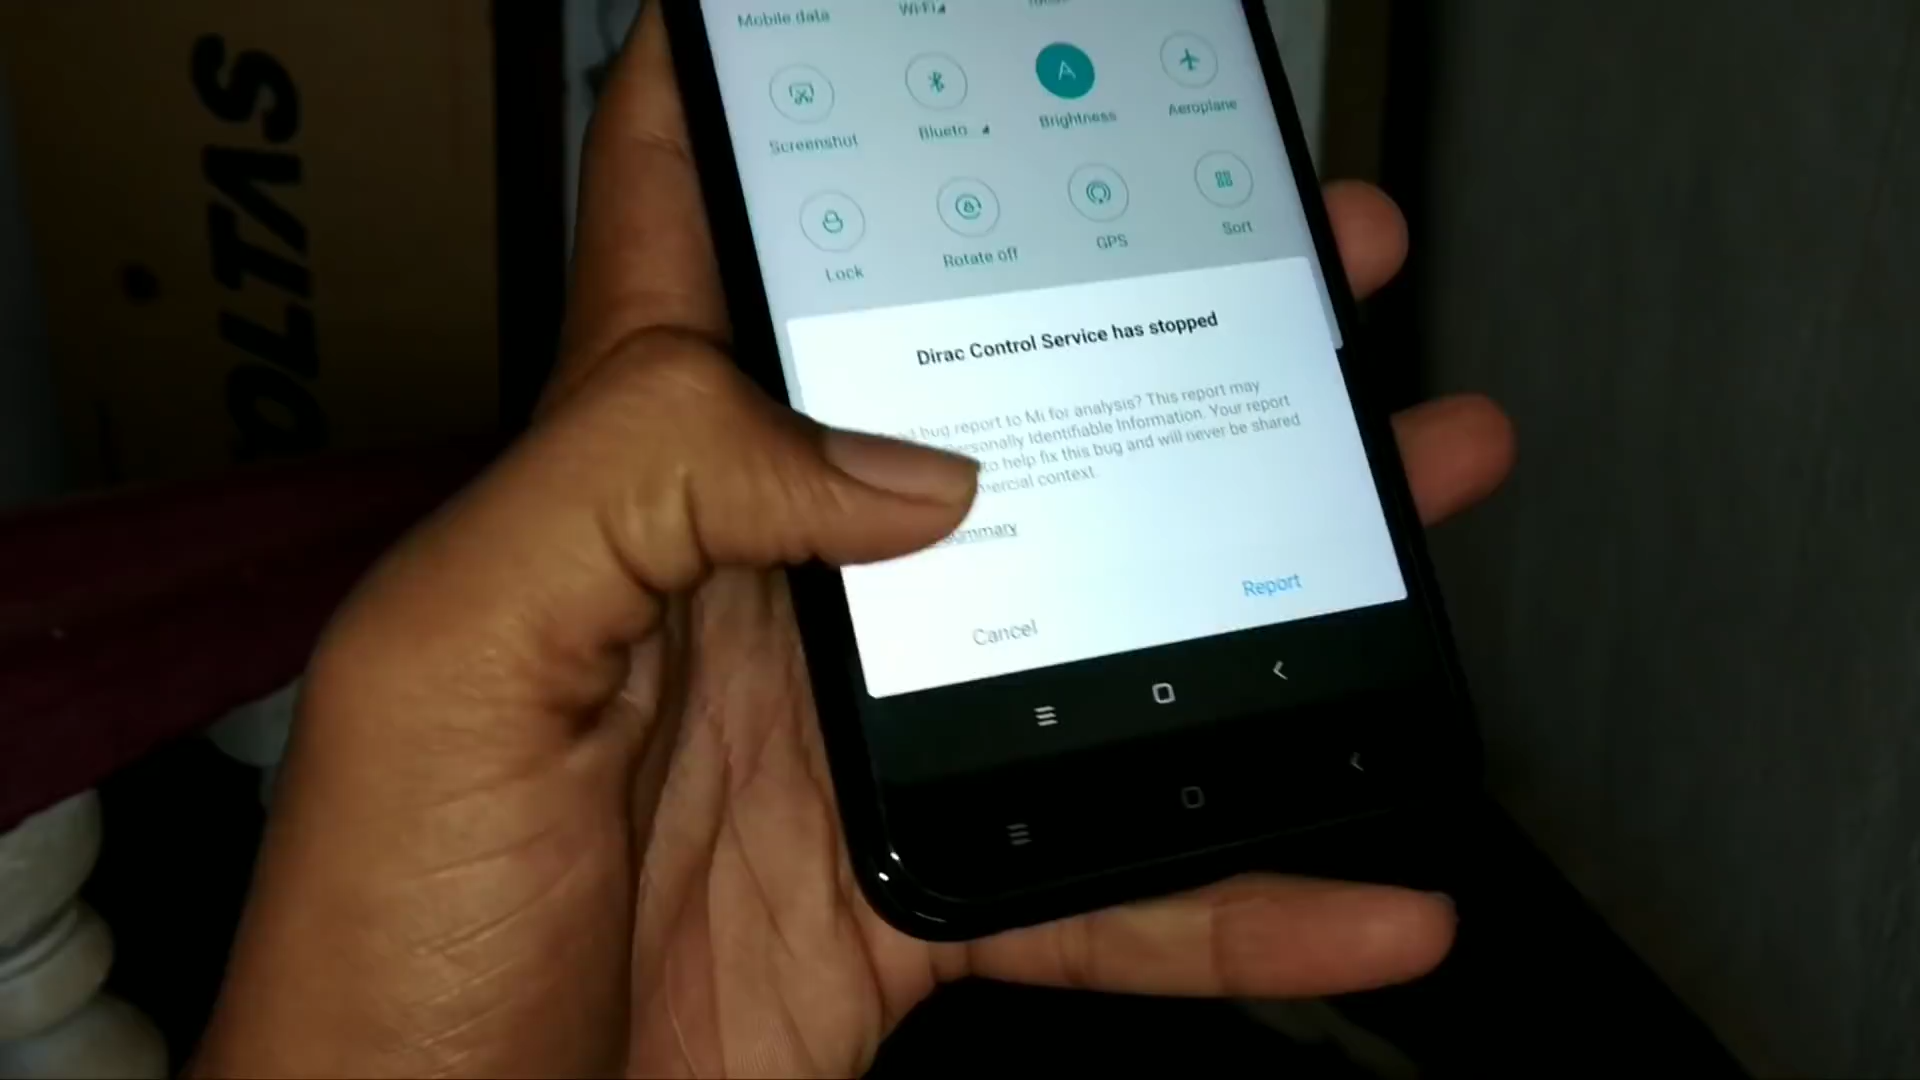 Mobile data
Wi-Fi
Screenshot
Blueto
Brightness
Aeroplane
Lock
Rotate off
GPS
Sort
Dirac Control Service has stopped
bug report to Mi for analysis? This report may
Personally Identifiable Information. Your report
to help fix this bug and will never be shared
context.
Cancel
Report
OLTAS